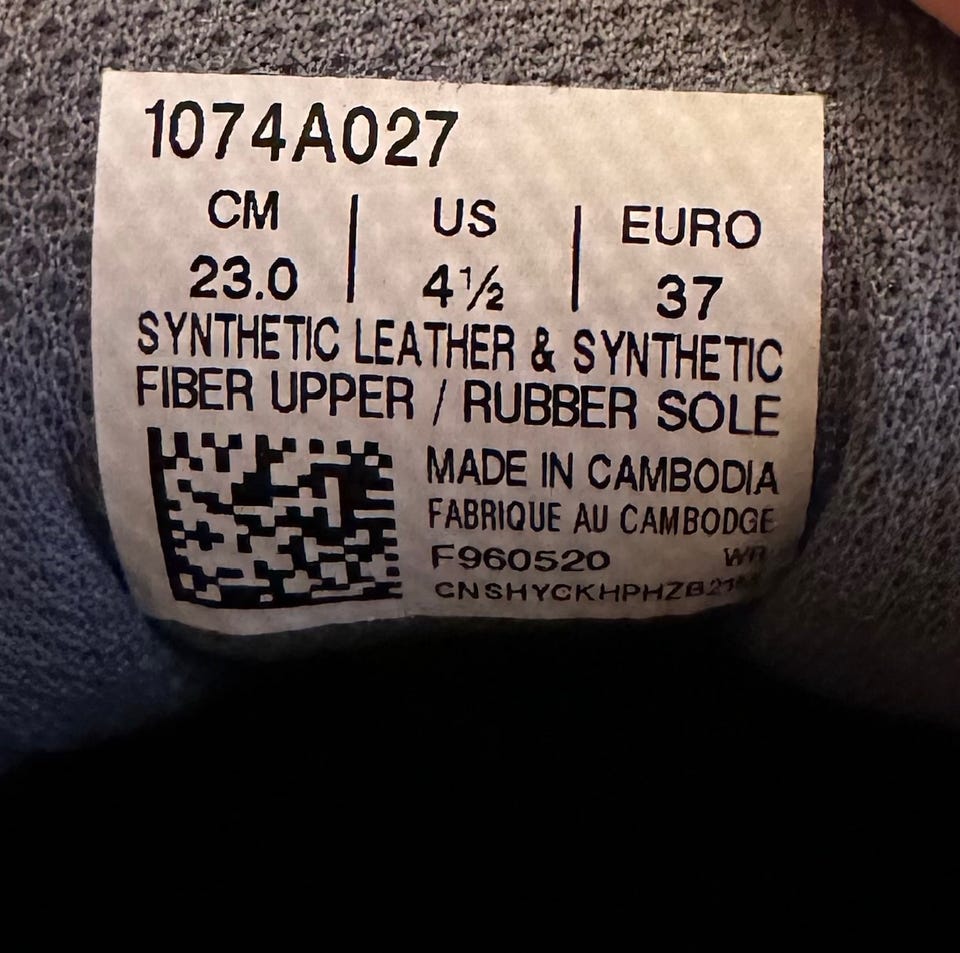 1074A027
CM | US | EURO
23.0 | 4½ | 37
SYNTHETIC LEATHER & SYNTHETIC
FIBER UPPER / RUBBER SOLE
MADE IN CAMBODIA
FABRIQUE AU CAMBODGE
F960520 WR